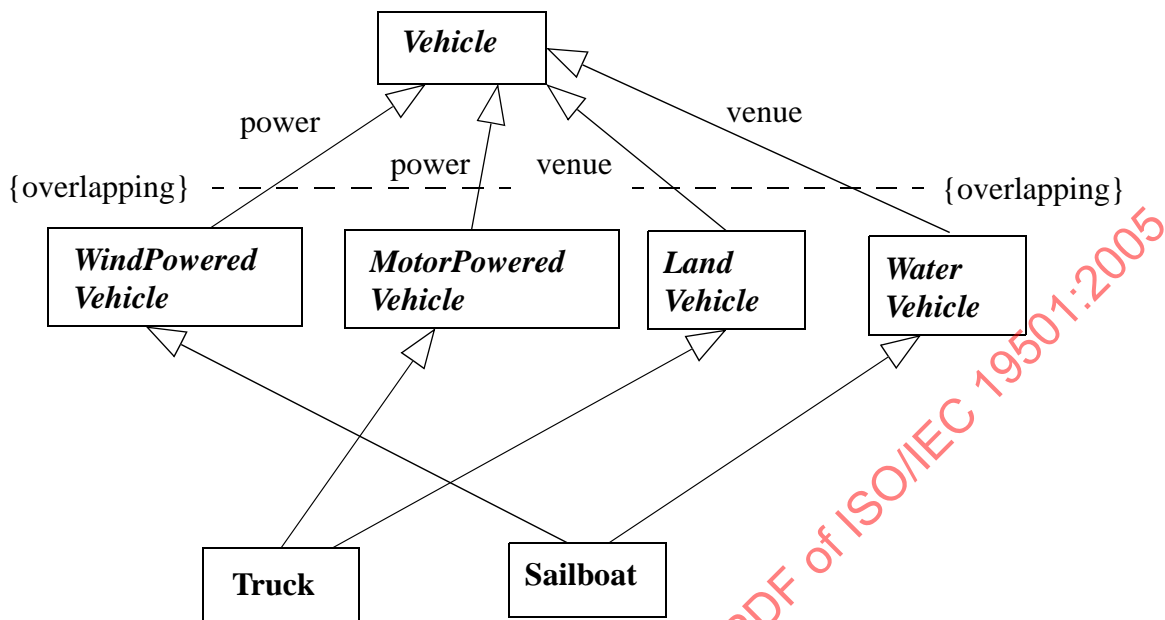 Vehicle
power
venue
power
venue
{overlapping}
{overlapping}
WindPowered
Vehicle
MotorPowered
Vehicle
Land
Vehicle
Water
Vehicle
Truck
Sailboat
PDF of ISO/IEC 19501:2005